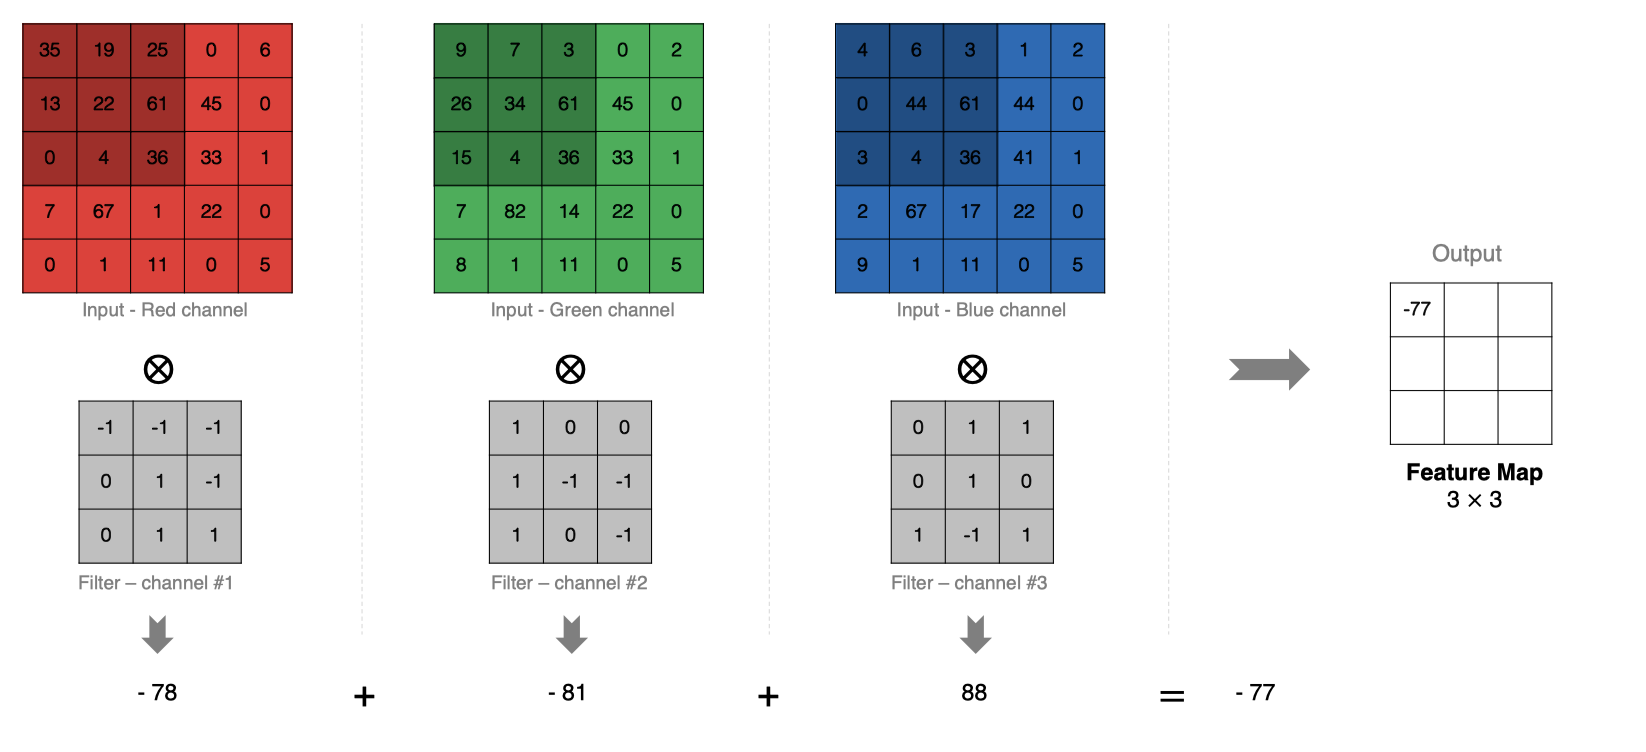 35 19 25 0 6
13 22 61 45 0
0 4 36 33 1
7 67 1 22 0
0 1 11 0 5
Input - Red channel
9 7 3 0 2
26 34 61 45 0
15 4 36 33 1
7 82 14 22 0
8 1 11 0 5
Input - Green channel
4 6 3 1 2
0 44 61 44 0
3 4 36 41 1
2 67 17 22 0
9 1 11 0 5
Input - Blue channel
-1 -1 -1
0 1 -1
0 1 1
Filter – channel #1
1 0 0
1 -1 -1
1 0 -1
Filter – channel #2
0 1 1
0 1 0
1 -1 1
Filter – channel #3
- 78 + - 81 + 88 = - 77
Output
-77
Feature Map
3 × 3